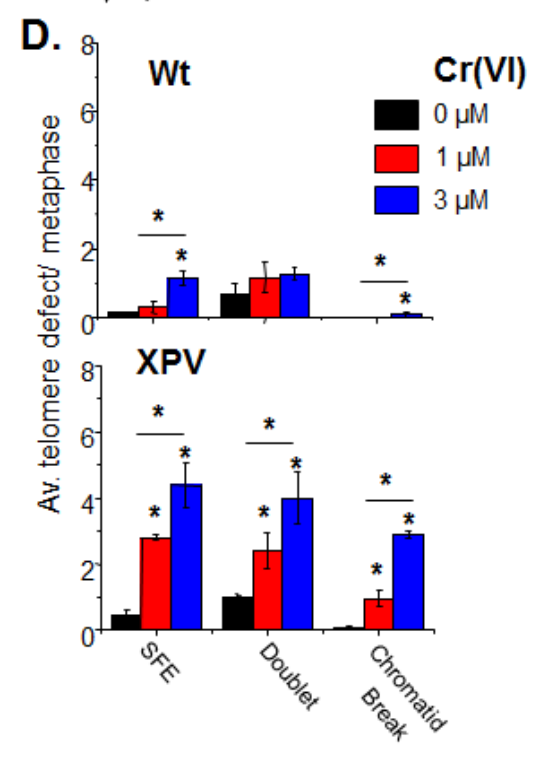 D.
Wt
Cr(VI)
0 µM
1 µM
3 µM
Av. telomere defect/ metaphase
8
6
4
2
0
*
*
*
*
XPV
8
6
4
2
0
*
*
*
*
*
*
*
*
*
SFE
Doublet
Chromatid
Break